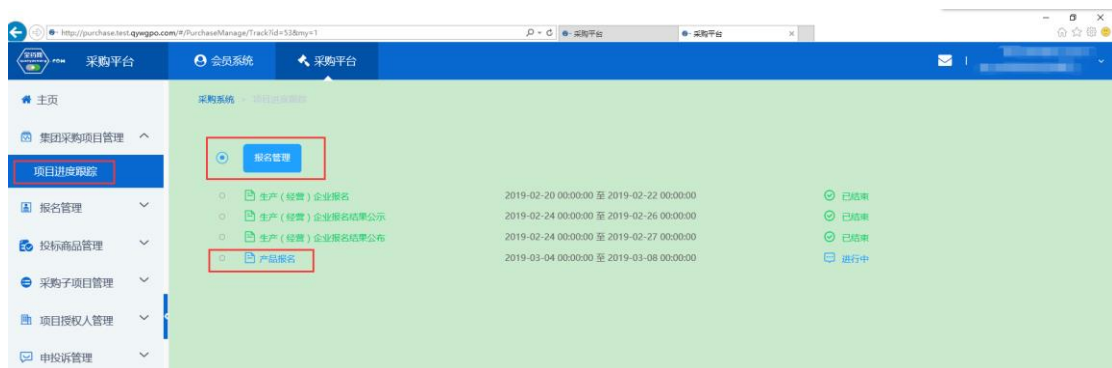 http://purchase.test.qywgpo.com/#/PurchaseManage/Track?id=53&my=1
采购平台
采购平台
采购平台
会员系统
采购平台
主页
采购系统
项目进度跟踪
集团采购项目管理
报名管理
项目进度跟踪
生产(经营)企业报名 2019-02-20 00:00:00 至 2019-02-22 00:00:00 已结束
报名管理
生产(经营)企业报名结果公示 2019-02-24 00:00:00 至 2019-02-26 00:00:00 已结束
生产(经营)企业报名结果公布 2019-02-24 00:00:00 至 2019-02-27 00:00:00 已结束
投标商品管理
产品报名 2019-03-04 00:00:00 至 2019-03-08 00:00:00 进行中
采购子项目管理
项目授权人管理
申投诉管理